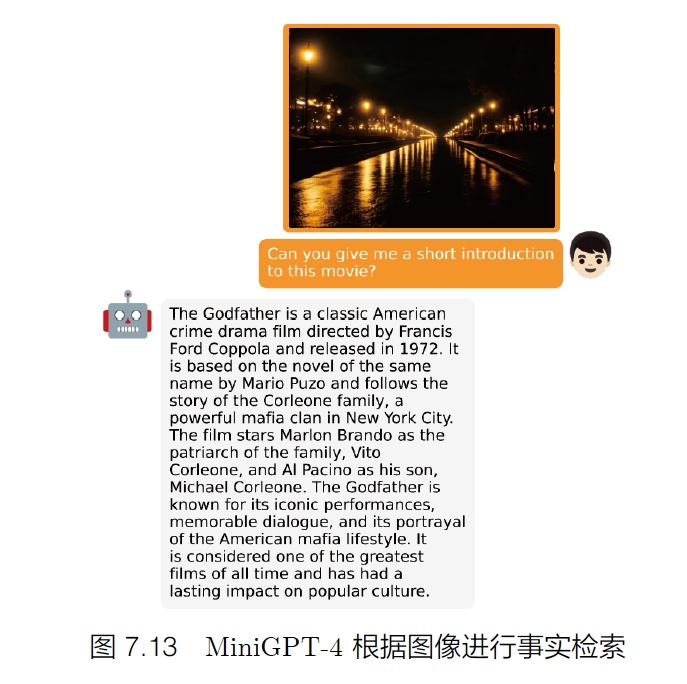 Can you give me a short introduction
to this movie?
The Godfather is a classic American
crime drama film directed by Francis
Ford Coppola and released in 1972. It
is based on the novel of the same
name by Mario Puzo and follows the
story of the Corleone family, a
powerful mafia clan in New York City.
The film stars Marlon Brando as the
patriarch of the family, Vito
Corleone, and Al Pacino as his son,
Michael Corleone. The Godfather is
known for its iconic performances,
memorable dialogue, and its portrayal
of the American mafia lifestyle. It
is considered one of the greatest
films of all time and has had a
lasting impact on popular culture.
图 7.13 MiniGPT-4 根据图像进行事实检索